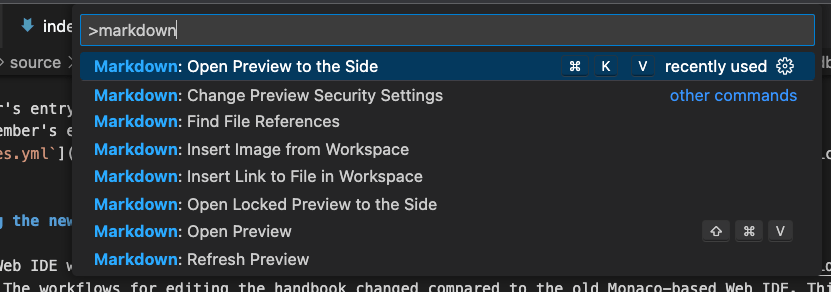 inde
>markdown
source
Markdown: Open Preview to the Side ⌘ K V recently used
Markdown: Change Preview Security Settings other commands
Markdown: Find File References
Markdown: Insert Image from Workspace
Markdown: Insert Link to File in Workspace
Markdown: Open Locked Preview to the Side
Markdown: Open Preview ⇧ ⌘ V
Markdown: Refresh Preview
er's entry
ember's e
es.yml`](
g the new
Web IDE w
The workflows for editing the handbook changed compared to the old Monaco-based Web IDE. Thi